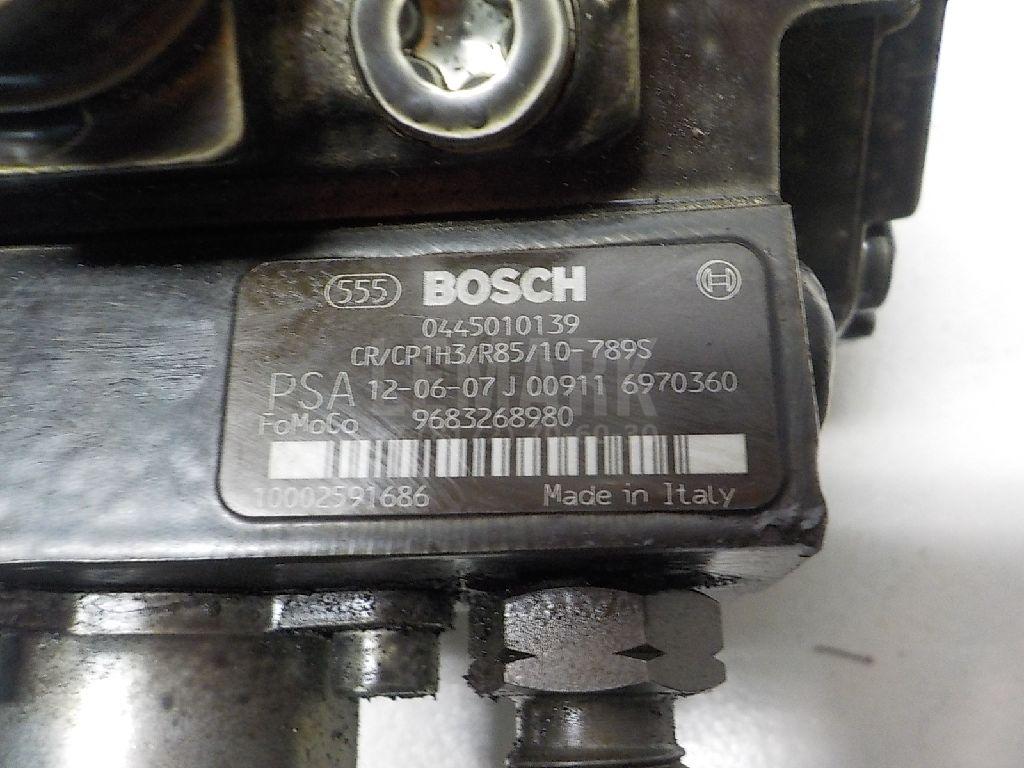 555 BOSCH
0445010139
CR/CP1H3/R85/10-789S
PSA 12-06-07 J 00911 6970360
FoMoCo 9683268980
10002591686 Made in Italy